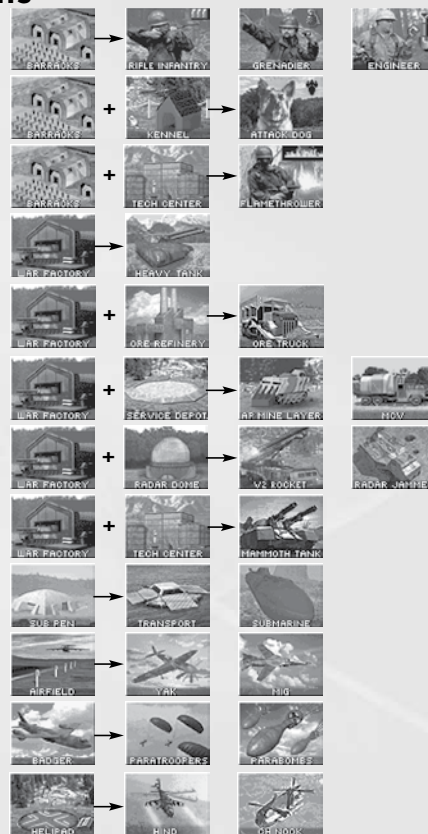 BARRACKS RIFLE INFANTRY GRENADIER ENGINEER
BARRACKS + KENNEL ATTACK DOG
BARRACKS + TECH CENTER FLAMETHROWER
WAR FACTORY HEAVY TANK
WAR FACTORY + ORE REFINERY ORE TRUCK
WAR FACTORY + SERVICE DEPOT AP MINE LAYER MCV
WAR FACTORY + RADAR DOME V2 ROCKET RADAR JAMME
WAR FACTORY + TECH CENTER MAMMOTH TANK
SUB PEN TRANSPORT SUBMARINE
AIRFIELD YAK MIG
BADGER PARATROOPERS PARABOMBS
HELIPAD HIND CHINOOK